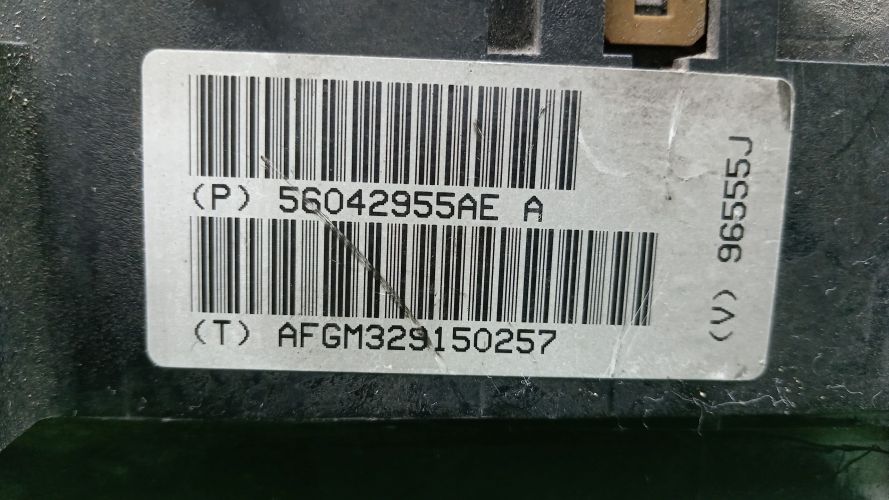 (P) 56042955AE A
(T) AFGM329150257
(V) 96555J